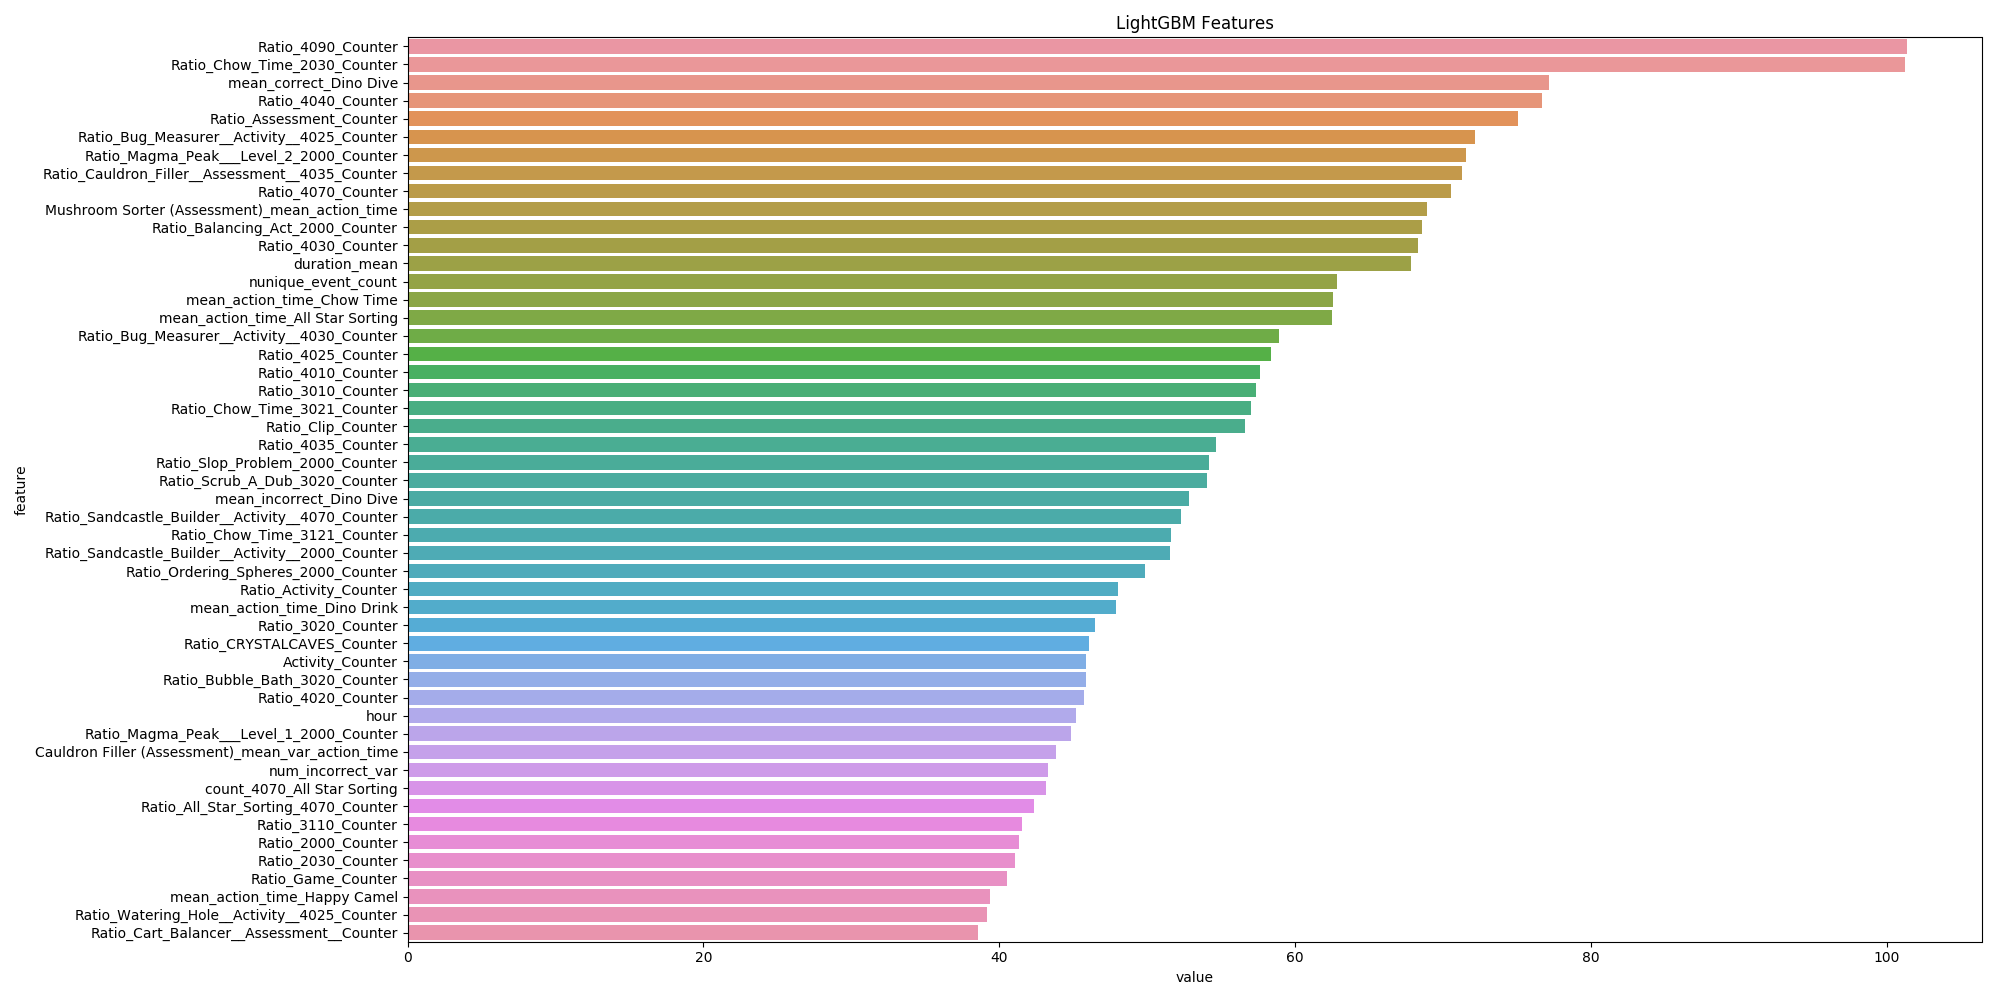 LightGBM Features
Ratio_4090_Counter
Ratio_Chow_Time_2030_Counter
mean_correct_Dino Dive
Ratio_4040_Counter
Ratio_Assessment_Counter
Ratio_Bug_Measurer__Activity__4025_Counter
Ratio_Magma_Peak___Level_2_2000_Counter
Ratio_Cauldron_Filler__Assessment__4035_Counter
Ratio_4070_Counter
Mushroom Sorter (Assessment)_mean_action_time
Ratio_Balancing_Act_2000_Counter
Ratio_4030_Counter
duration_mean
nunique_event_count
mean_action_time_Chow Time
mean_action_time_All Star Sorting
Ratio_Bug_Measurer__Activity__4030_Counter
Ratio_4025_Counter
Ratio_4010_Counter
Ratio_3010_Counter
Ratio_Chow_Time_3021_Counter
Ratio_Clip_Counter
Ratio_4035_Counter
Ratio_Slop_Problem_2000_Counter
Ratio_Scrub_A_Dub_3020_Counter
mean_incorrect_Dino Dive
Ratio_Sandcastle_Builder__Activity__4070_Counter
Ratio_Chow_Time_3121_Counter
Ratio_Sandcastle_Builder__Activity__2000_Counter
Ratio_Ordering_Spheres_2000_Counter
Ratio_Activity_Counter
mean_action_time_Dino Drink
Ratio_3020_Counter
Ratio_CRYSTALCAVES_Counter
Activity_Counter
Ratio_Bubble_Bath_3020_Counter
Ratio_4020_Counter
hour
Ratio_Magma_Peak___Level_1_2000_Counter
Cauldron Filler (Assessment)_mean_var_action_time
num_incorrect_var
count_4070_All Star Sorting
Ratio_All_Star_Sorting_4070_Counter
Ratio_3110_Counter
Ratio_2000_Counter
Ratio_2030_Counter
Ratio_Game_Counter
mean_action_time_Happy Camel
Ratio_Watering_Hole__Activity__4025_Counter
Ratio_Cart_Balancer__Assessment__Counter
feature
0 20 40 60 80 100
value